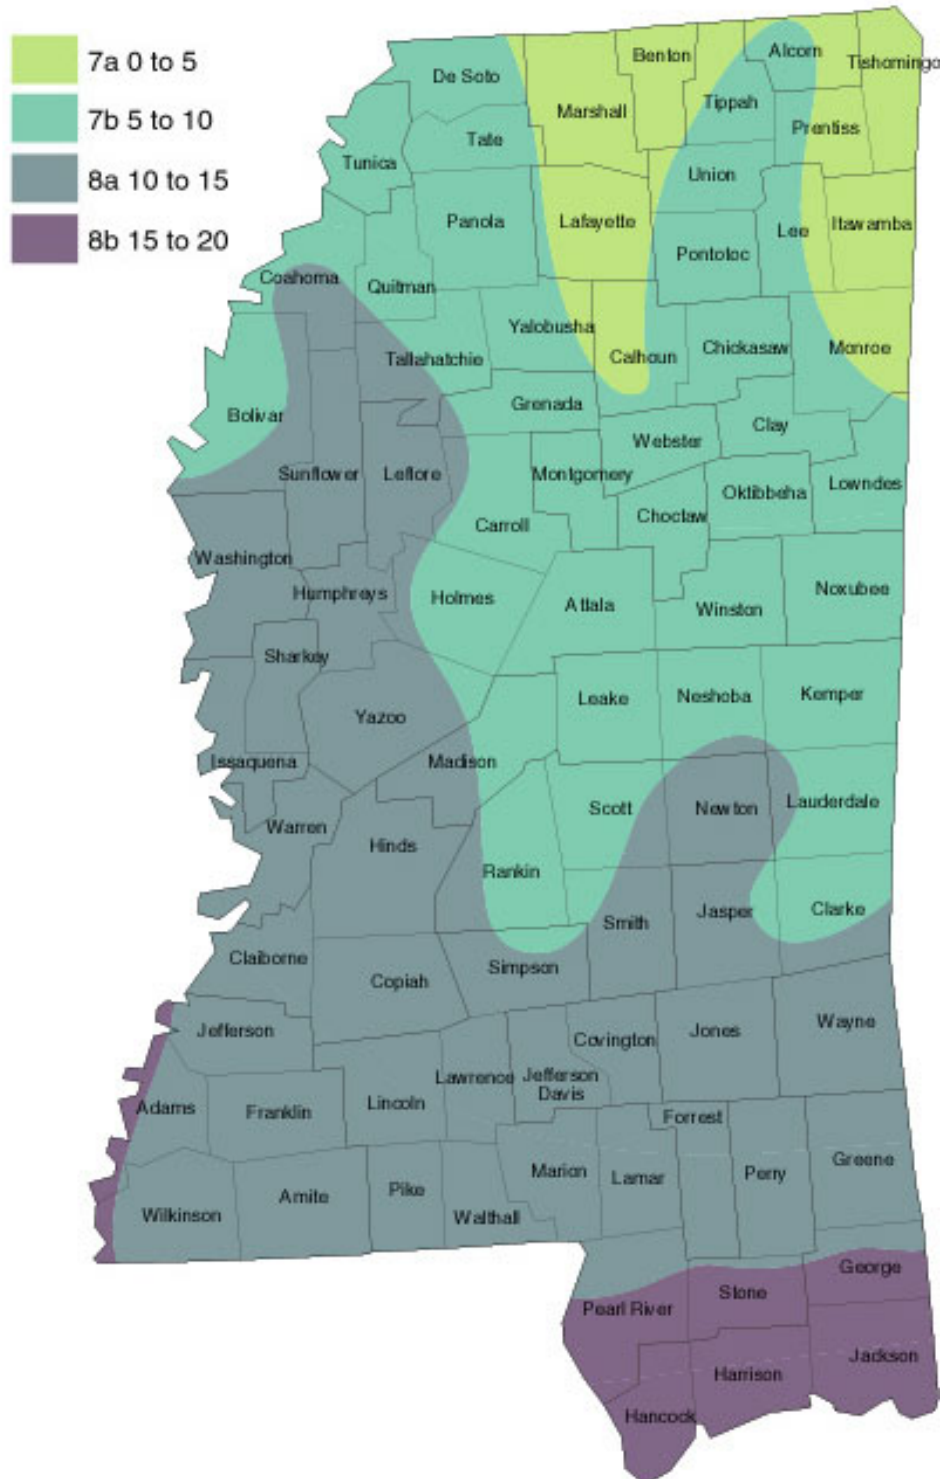 7a 0 to 5
7b 5 to 10
8a 10 to 15
8b 15 to 20
Alcorn
Benton
Tishomingo
De Soto
Tippah
Marshall
Prentiss
Tate
Tunica
Union
Panola
Lafayette
Itawamba
Lee
Pontotoc
Coahoma
Quitman
Yalobusha
Chickasaw
Monroe
Calhoun
Tallahatchie
Grenada
Bolivar
Clay
Webster
Sunflower
Leflore
Montgomery
Lowndes
Oktibbeha
Choctaw
Carroll
Washington
Noxubee
Humphreys
Holmes
Attala
Winston
Sharkey
Kemper
Neshoba
Leake
Yazoo
Issaquena
Madison
Lauderdale
Scott
Newton
Warren
Hinds
Rankin
Clarke
Jasper
Smith
Claiborne
Simpson
Copiah
Wayne
Jefferson
Jones
Covington
Lawrence
Jefferson
Davis
Lincoln
Adams
Franklin
Forrest
Greene
Marion
Perry
Lamar
Pike
Amite
Wilkinson
Walthall
George
Stone
Pearl River
Jackson
Harrison
Hancock